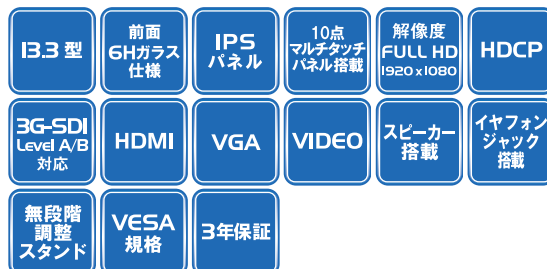 13.3 型
前面
6Hガラス
仕様
IPS
パネル
10点
マルチタッチ
パネル搭載
解像度
FULL HD
1920x1080
HDCP
3G-SDI
Level A/B
対応
HDMI
VGA
VIDEO
スピーカー
搭載
イヤフォン
ジャック
搭載
無段階
調整
スタンド
VESA
規格
3年保証